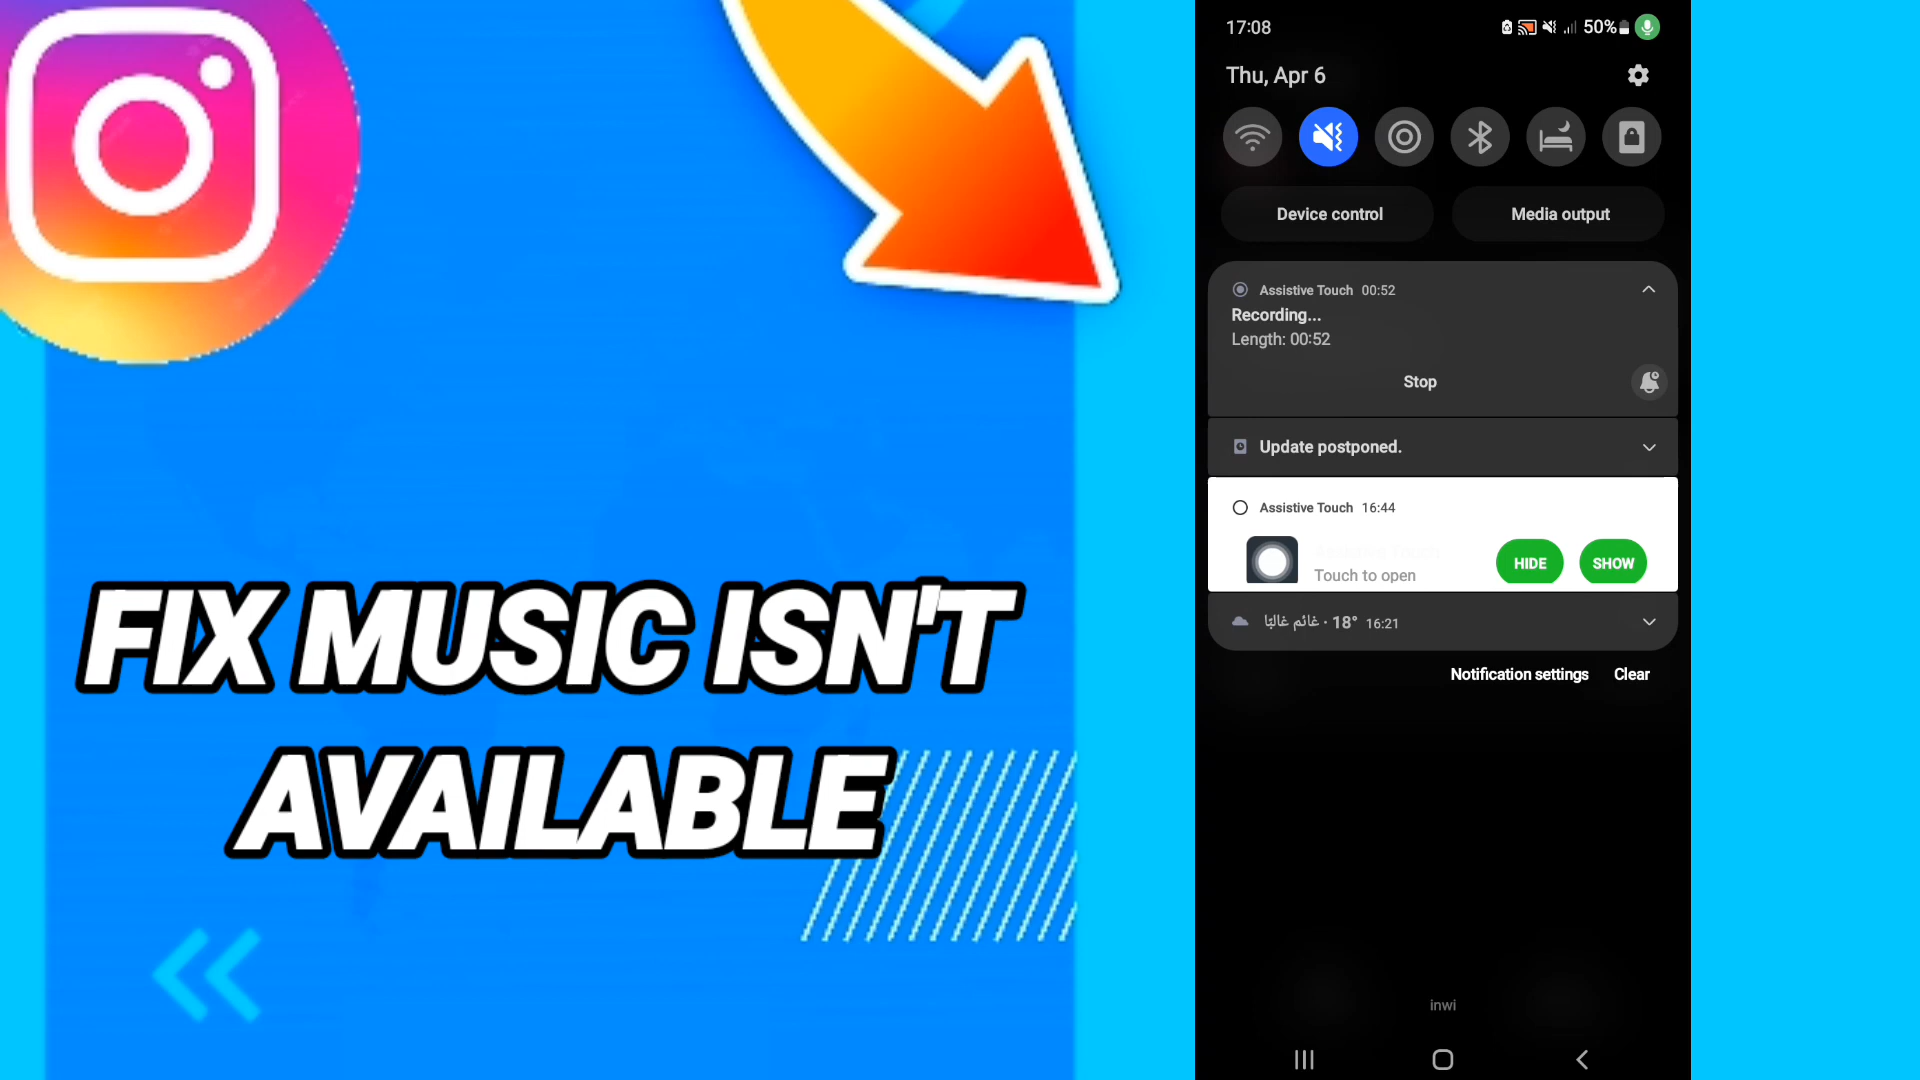 FIX MUSIC ISN'T
AVAILABLE
17:08
50%
Thu, Apr 6
Device control
Media output
Assistive Touch 00:52
Recording...
Length: 00:52
Stop
Update postponed.
Assistive Touch 16:44
Touch to open
HIDE
SHOW
غائم غالبًا · 18° 16:21
Notification settings
Clear
inwi